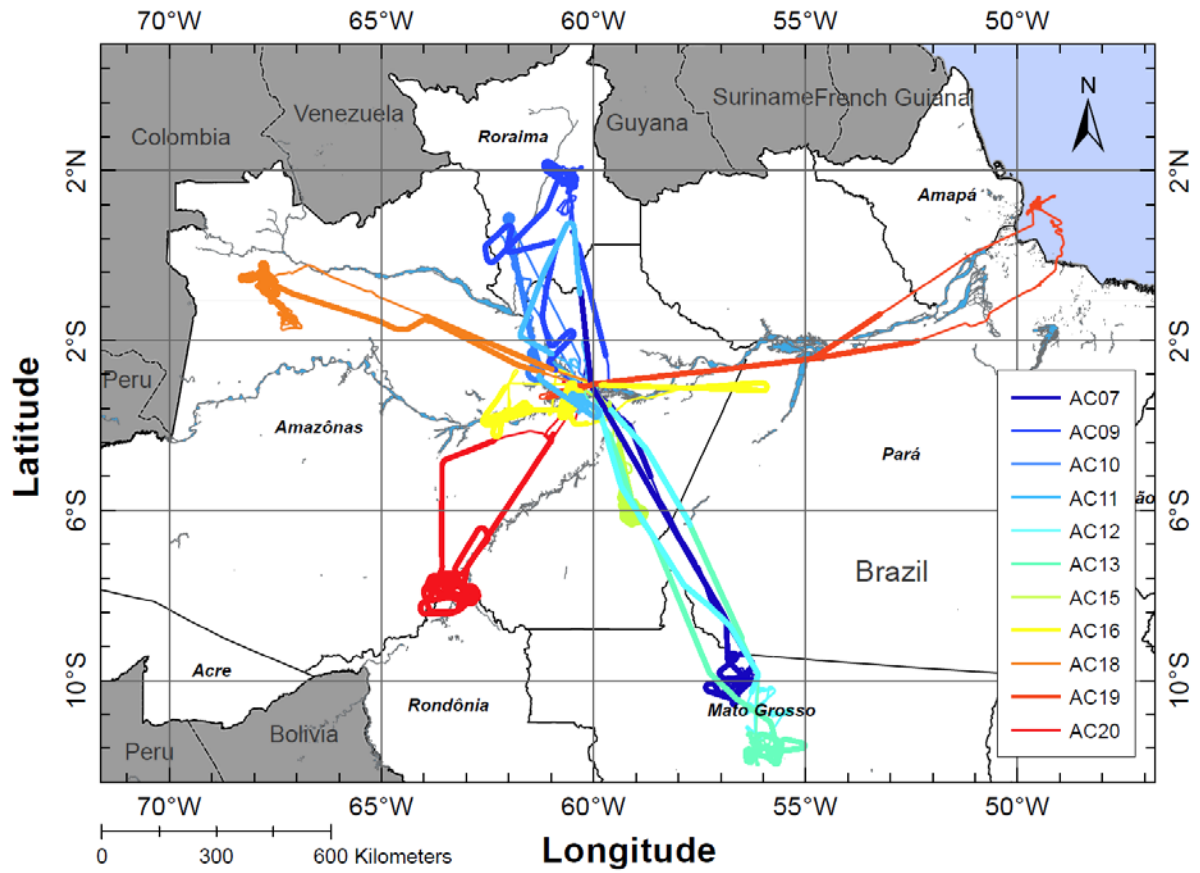 70°W 65°W 60°W 55°W 50°W
N
Suriname French Guiana
Venezuela
Guyana
Colombia
Roraima
2°N 2°N
Amapá
2°S 2°S
Peru
AC07
AC09
AC10
AC11
AC12
AC13
AC15
AC16
AC18
AC19
AC20
Amazônas
Pará
Latitude
ão
6°S 6°S
Brazil
Acre
10°S 10°S
Rondônia
Mato Grosso
Bolivia
Peru
70°W 65°W 60°W 55°W 50°W
0 300 600 Kilometers
Longitude